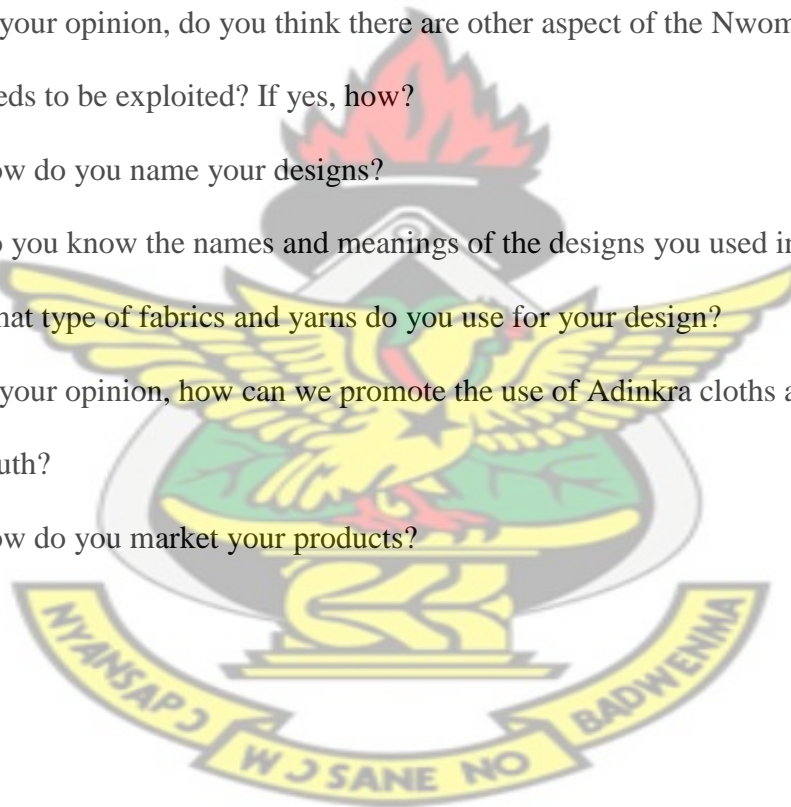 your opinion, do you think there are other aspect of the Nwom
eds to be exploited? If yes, how?
ow do you name your designs?
o you know the names and meanings of the designs you used in
hat type of fabrics and yarns do you use for your design?
your opinion, how can we promote the use of Adinkra cloths a
uth?
ow do you market your products?
NYANSAPƆ
WƆSANE NO
BADWENMA